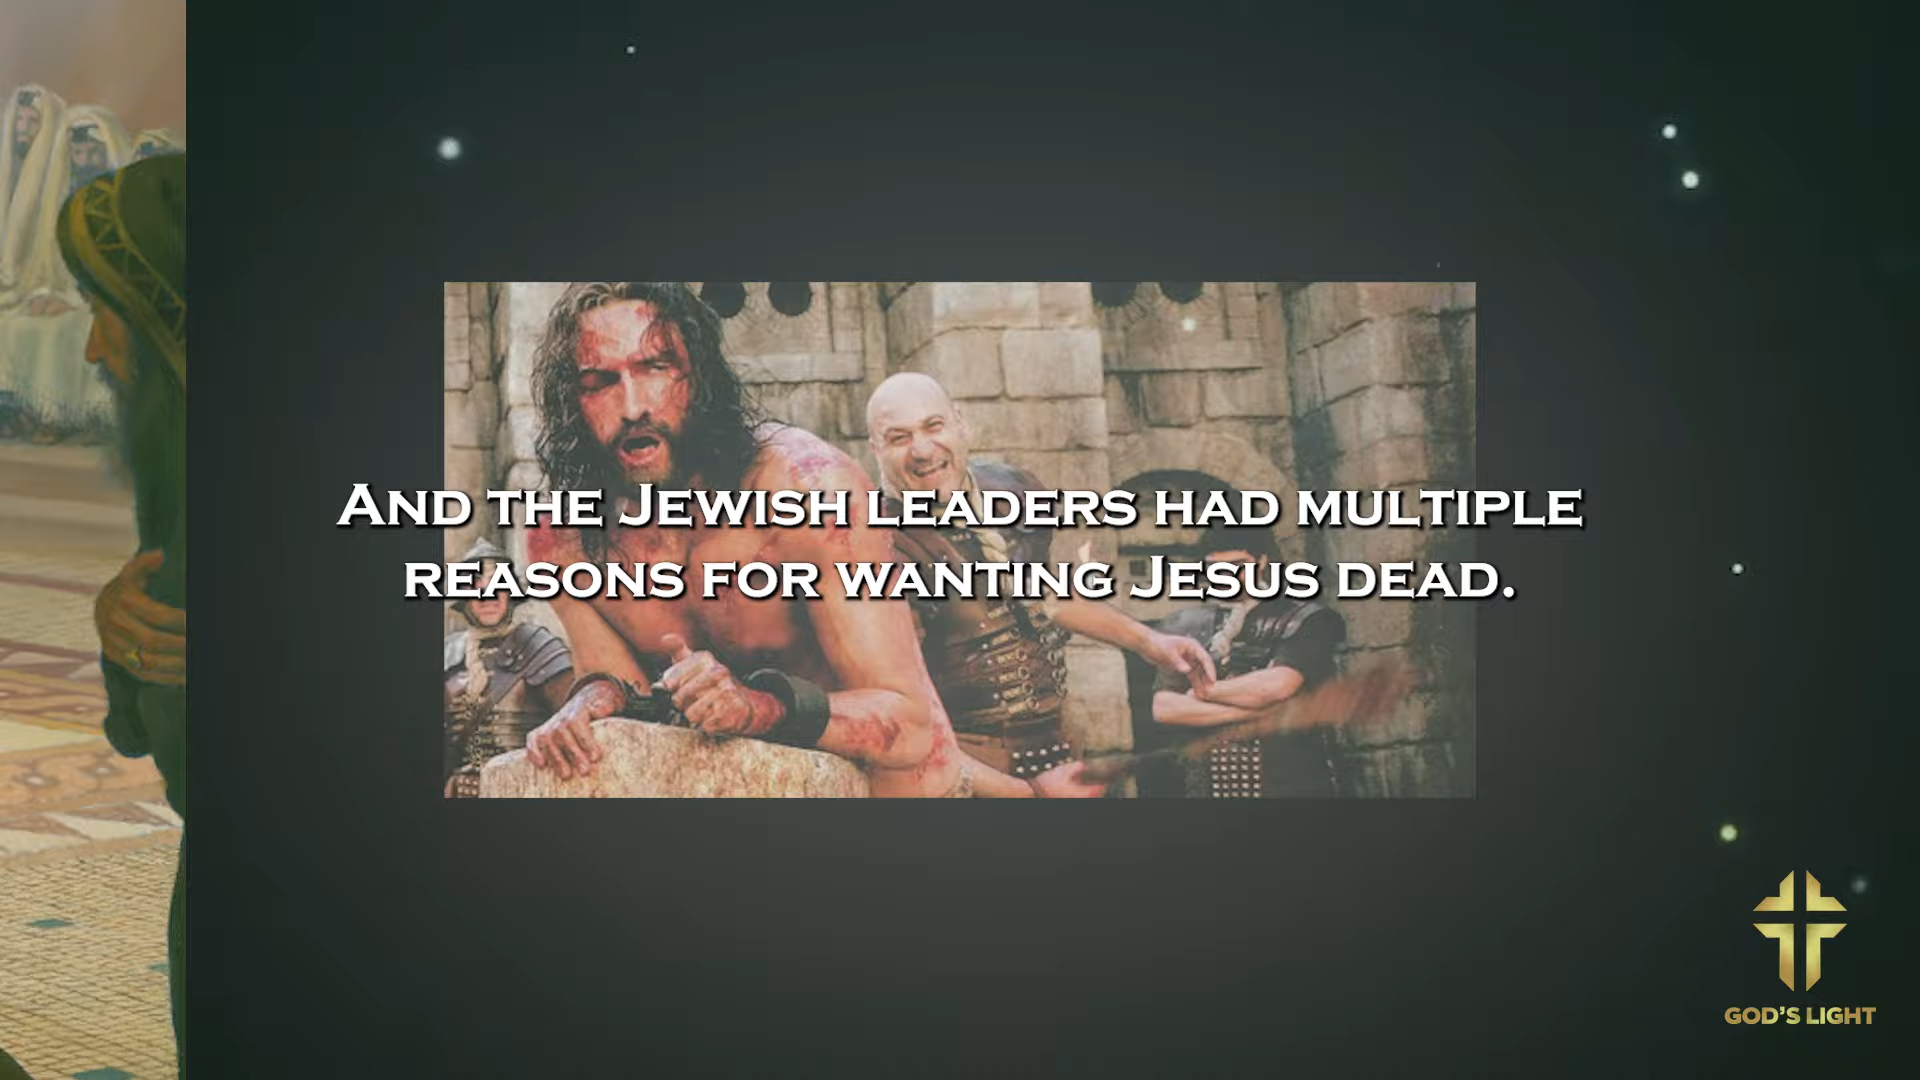 And the Jewish leaders had multiple
reasons for wanting Jesus dead.
GOD'S LIGHT